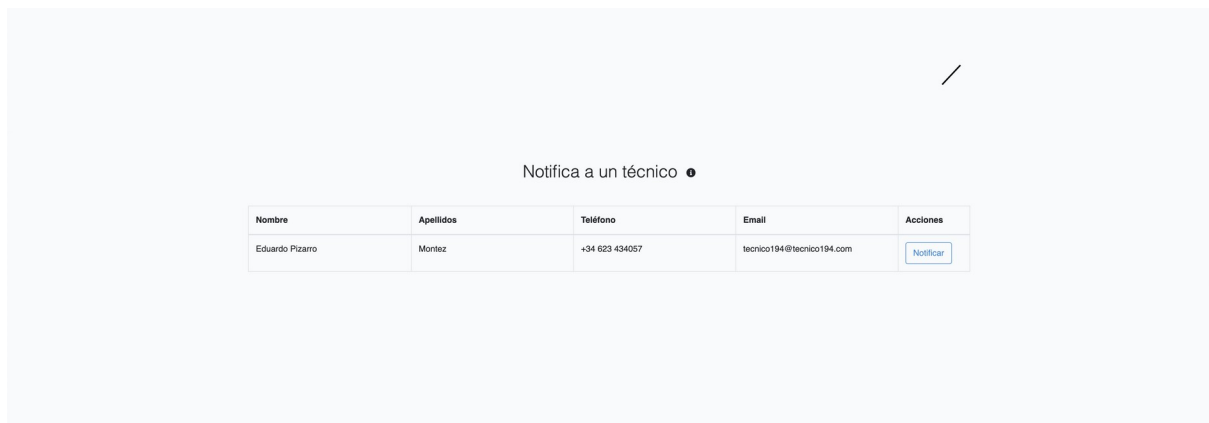 Notifica a un técnico
Nombre Apellidos Teléfono Email Acciones
Eduardo Pizarro Montez +34 623 434057 tecnico194@tecnico194.com Notificar